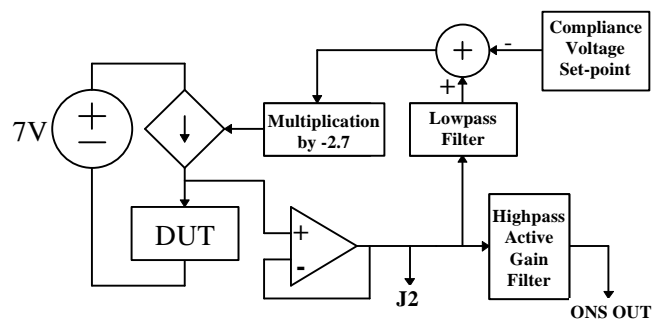 Compliance
Voltage
Set-point
+
-
+
7V
+
−
Multiplication
by -2.7
Lowpass
Filter
DUT
+
-
Highpass
Active
Gain
Filter
J2
ONS OUT